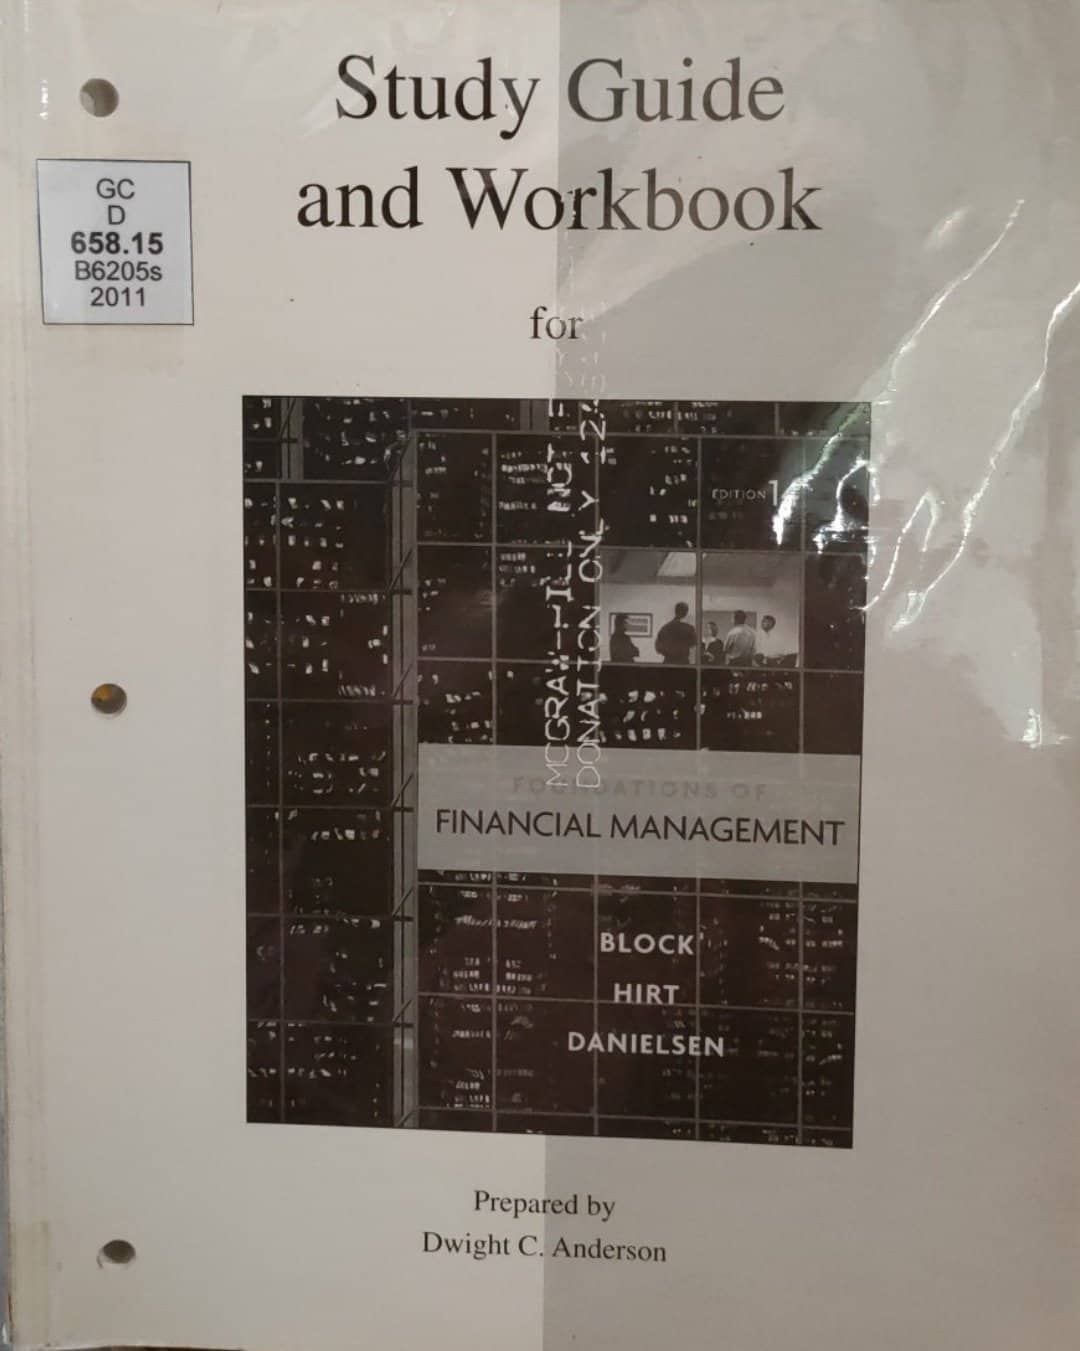 Study Guide
and Workbook
GC
D
658.15
B6205s
2011
for
EDITION
MCGRAW-HILL NOT
DONATION ONLY
FOUNDATIONS OF
FINANCIAL MANAGEMENT
BLOCK
HIRT
DANIELSEN
Prepared by
Dwight C. Anderson